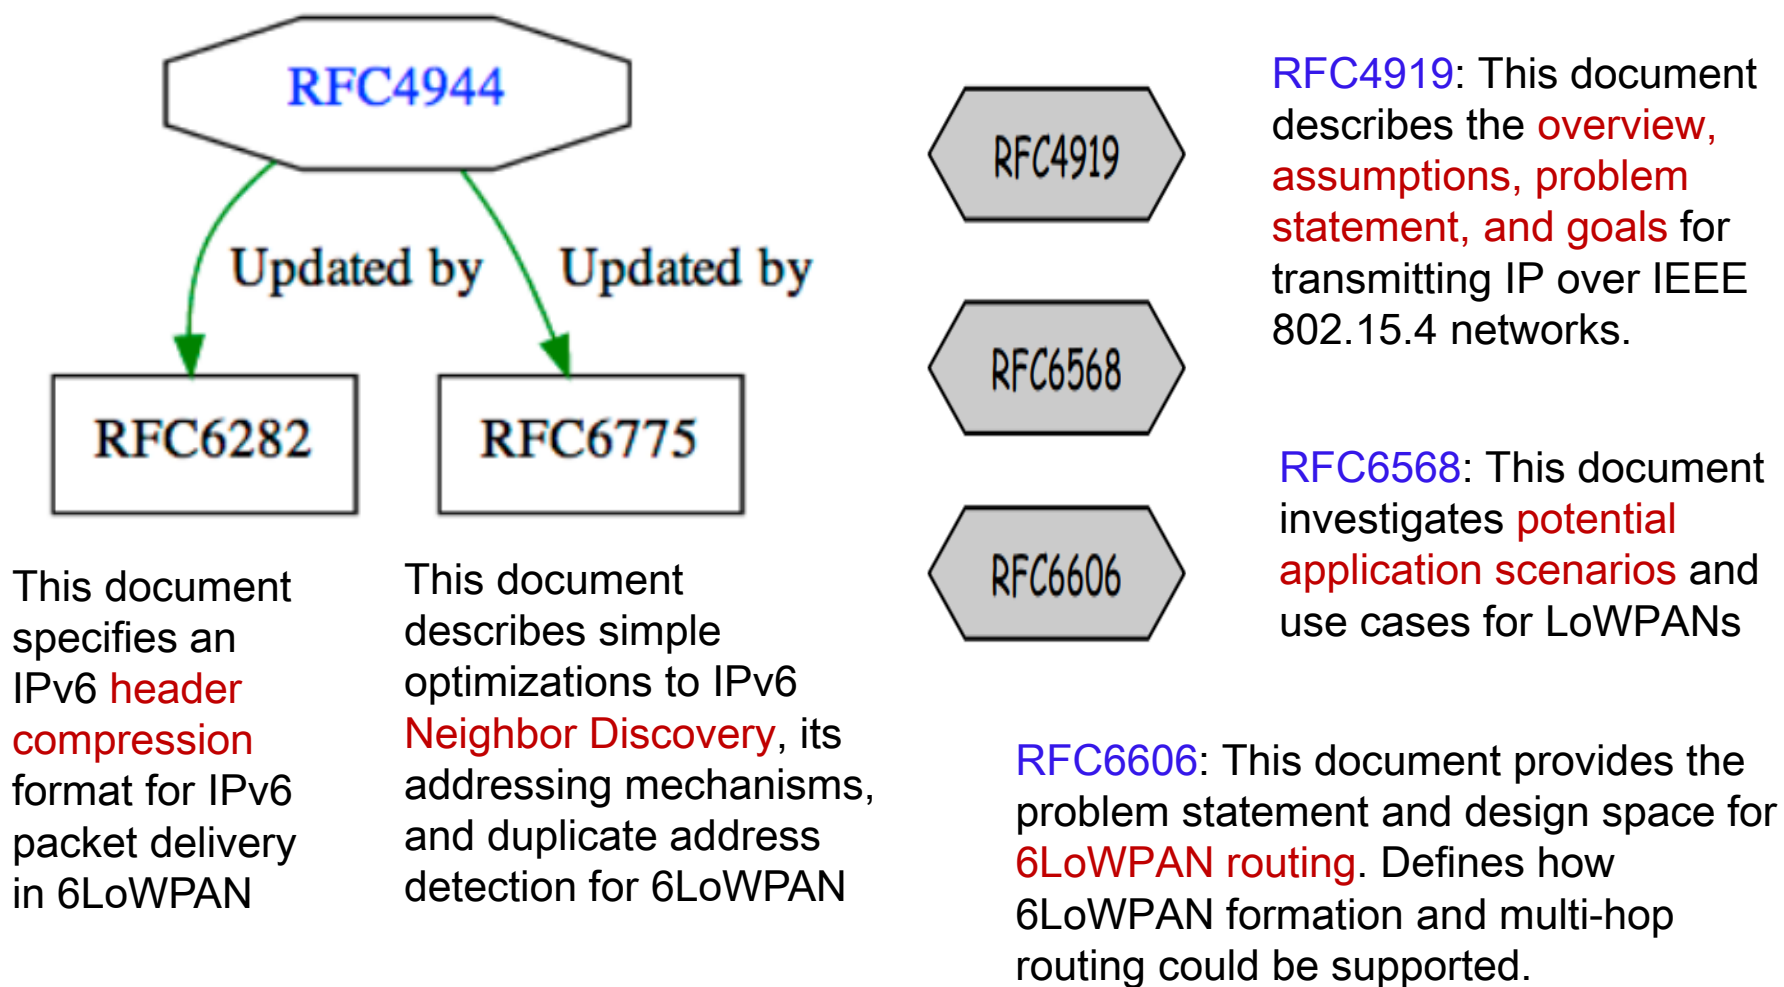 RFC4944
Updated by
Updated by
RFC6282
RFC6775
This document
specifies an
IPv6 header
compression
format for IPv6
packet delivery
in 6LoWPAN
This document
describes simple
optimizations to IPv6
Neighbor Discovery, its
addressing mechanisms,
and duplicate address
detection for 6LoWPAN
RFC4919
RFC6568
RFC6606
RFC4919: This document
describes the overview,
assumptions, problem
statement, and goals for
transmitting IP over IEEE
802.15.4 networks.
RFC6568: This document
investigates potential
application scenarios and
use cases for LoWPANs
RFC6606: This document provides the
problem statement and design space for
6LoWPAN routing. Defines how
6LoWPAN formation and multi-hop
routing could be supported.